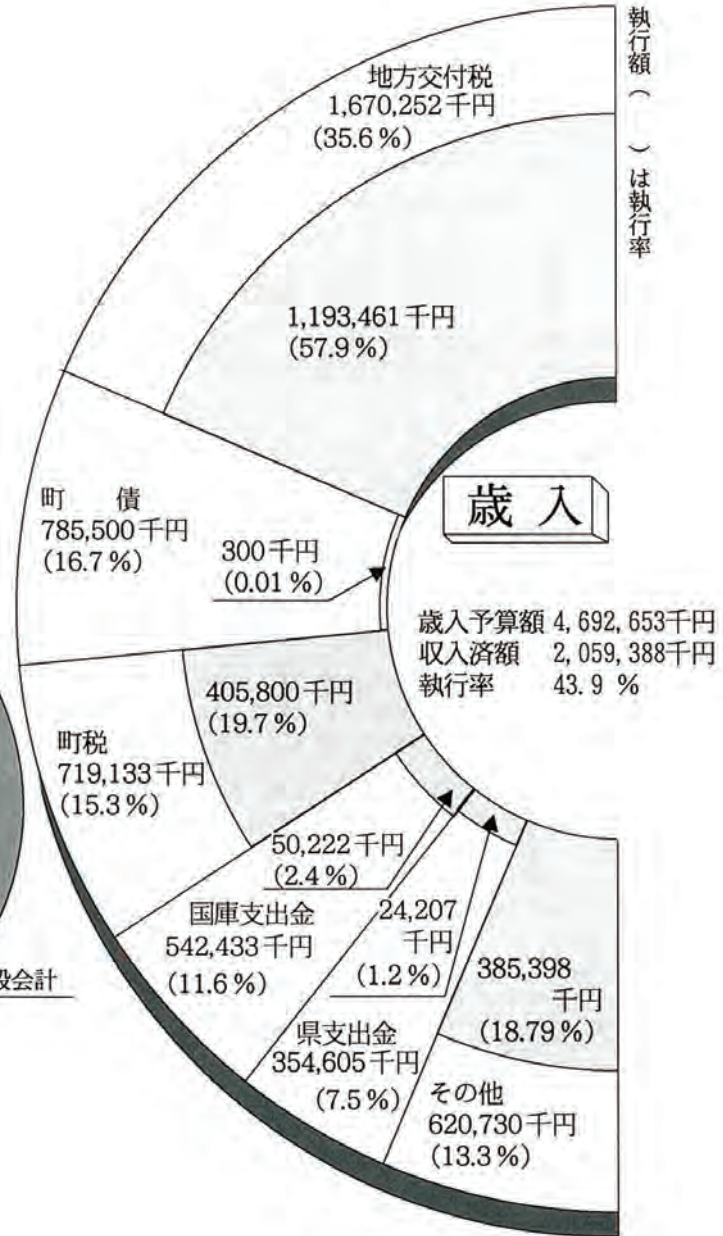 執行額（　　）は執行率
地方交付税
1,670,252千円
(35.6％)
1,193,461千円
(57.9％)
歳 入
歳入予算額 4,692,653千円
収入済額 2,059,388千円
執行率 43.9 ％
町　債
785,500千円
(16.7％)
300千円
(0.01％)
405,800千円
(19.7％)
町税
719,133千円
(15.3％)
50,222千円
(2.4％)
国庫支出金
542,433千円
(11.6％)
24,207
千円
(1.2％)
県支出金
354,605千円
(7.5％)
385,398
千円
(18.79％)
その他
620,730千円
(13.3％)
会計